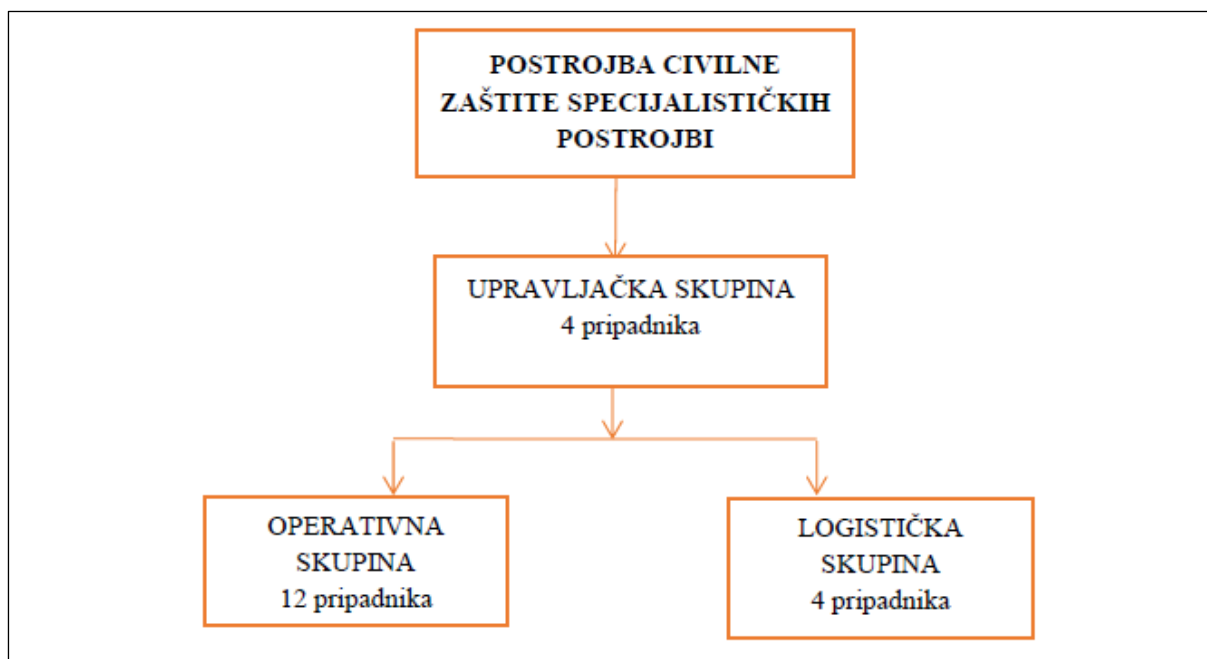 POSTROJBA CIVILNE
ZAŠTITE SPECIJALISTIČKIH
POSTROJBI
UPRAVLJAČKA SKUPINA
4 pripadnika
OPERATIVNA
SKUPINA
12 pripadnika
LOGISTIČKA
SKUPINA
4 pripadnika